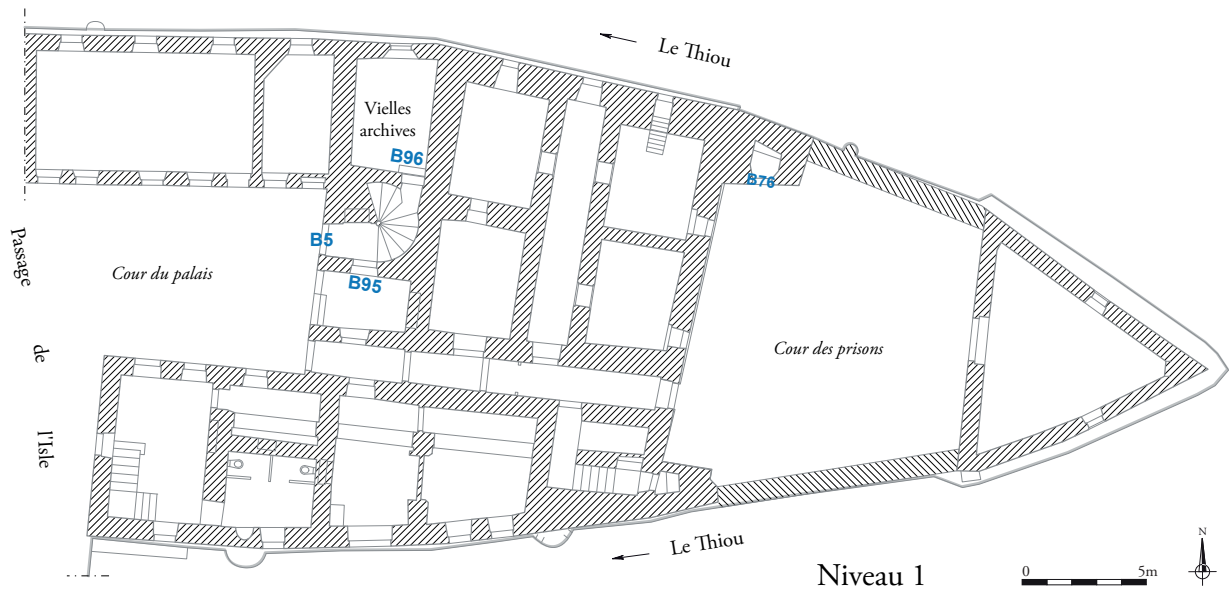 Le Thiou
Vielles
archives
B96
B76
Passage
B5
Cour du palais
B95
de
Cour des prisons
l'Isle
Le Thiou
Niveau 1
0 5m
N